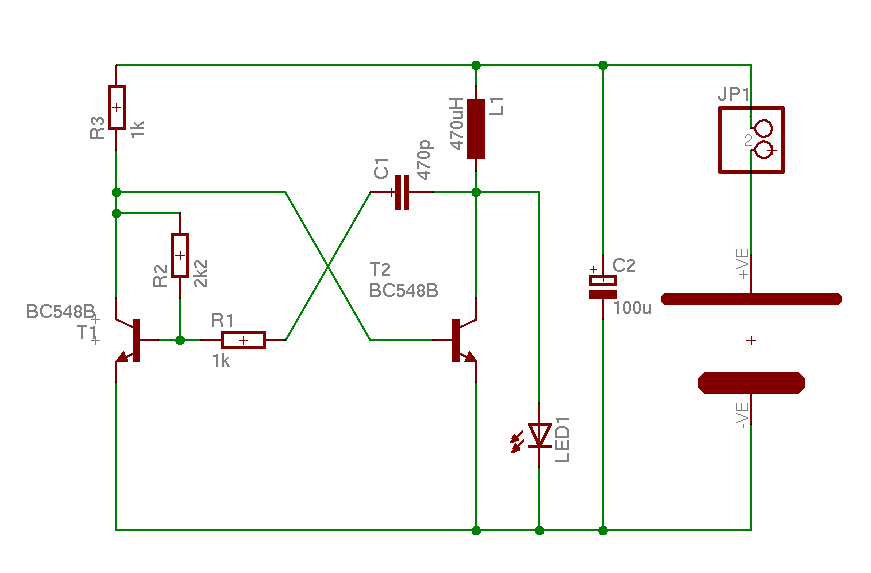 JP1
2
R3
1k
470uH
L1
C1
470p
R2
2k2
T2
BC548B
C2
100u
+VE
BC548B
T1
R1
1k
-VE
LED1